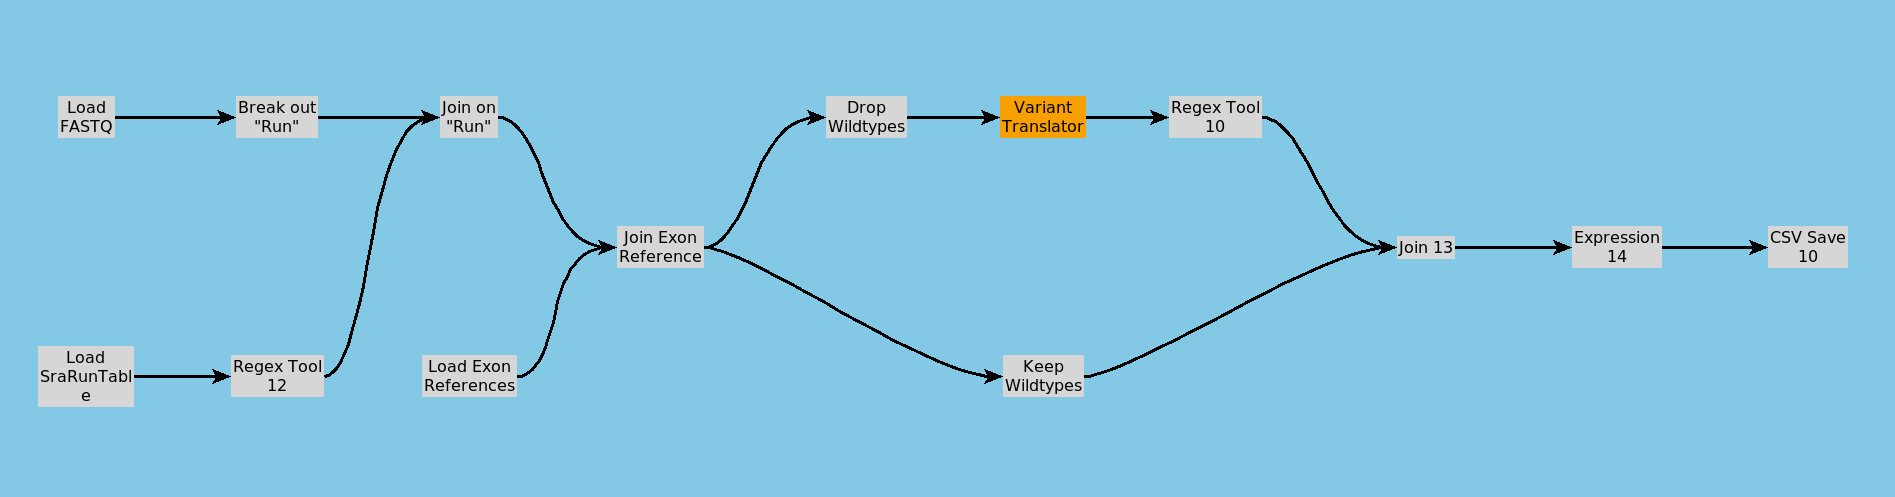 Load
FASTQ
Break out
"Run"
Join on
"Run"
Drop
Wildtypes
Variant
Translator
Regex Tool
10
Join Exon
Reference
Join 13
Expression
14
CSV Save
10
Load
SraRunTabl
e
Regex Tool
12
Load Exon
References
Keep
Wildtypes